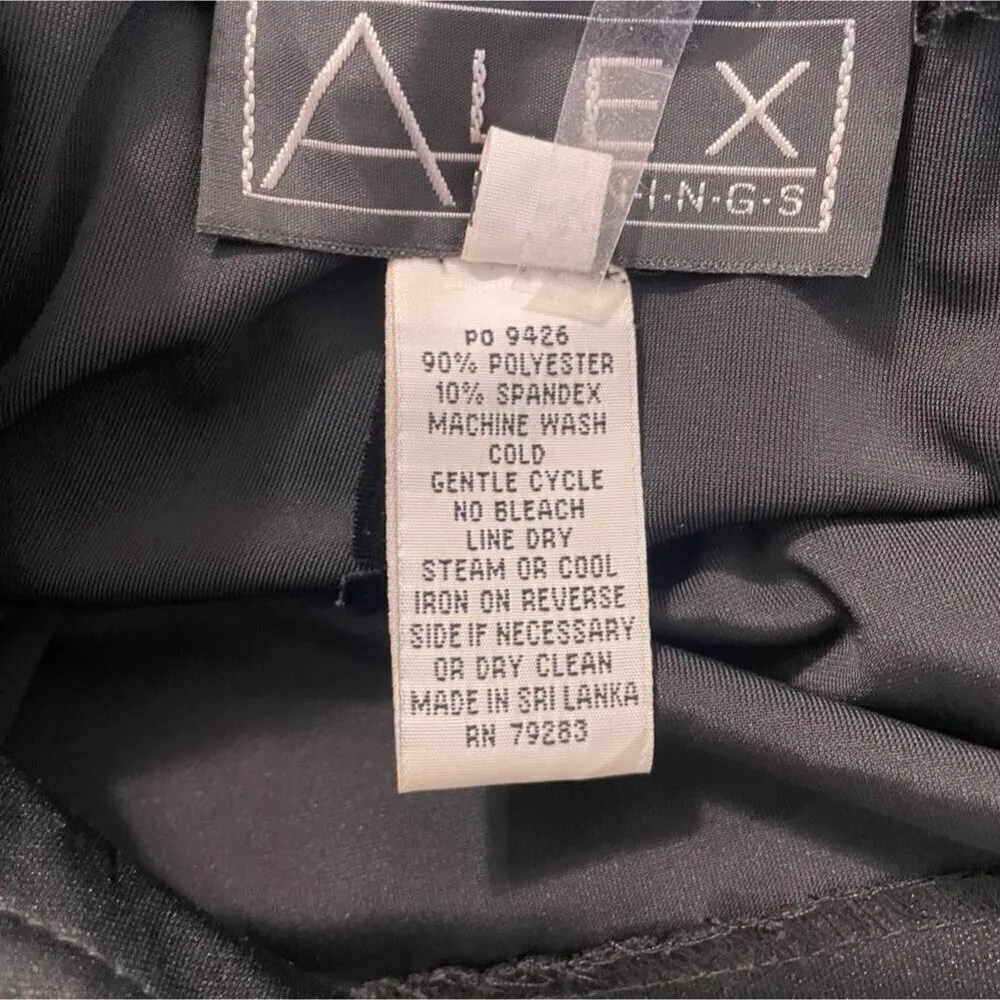 ALEX
I·N·G·S
PO 9426
90% POLYESTER
10% SPANDEX
MACHINE WASH
COLD
GENTLE CYCLE
NO BLEACH
LINE DRY
STEAM OR COOL
IRON ON REVERSE
SIDE IF NECESSARY
OR DRY CLEAN
MADE IN SRI LANKA
RN 79283